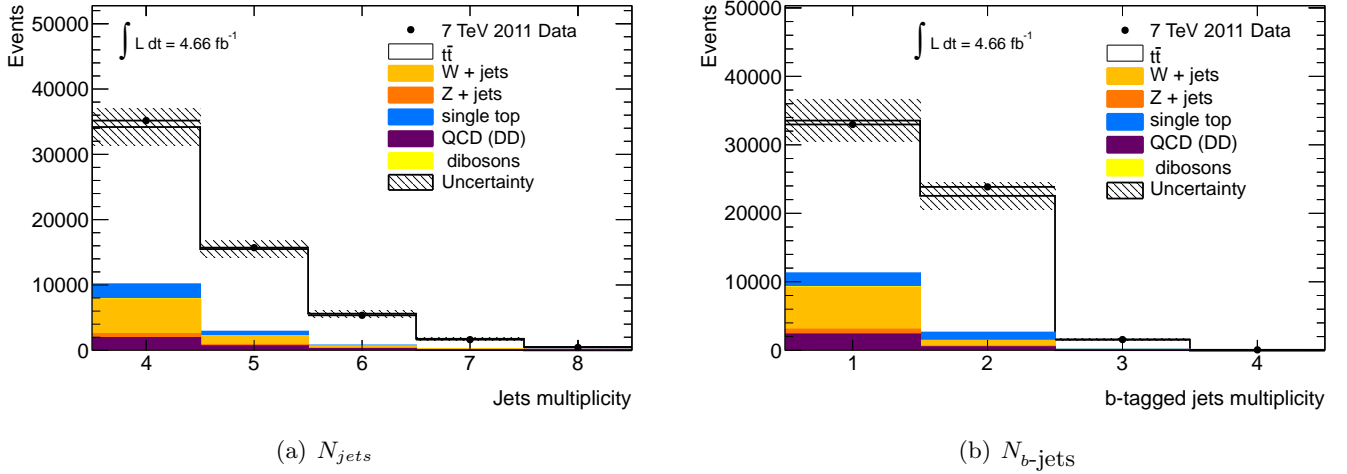 Events
50000
40000
30000
20000
10000
0
∫ L dt = 4.66 fb⁻¹
7 TeV 2011 Data
tt̄
W + jets
Z + jets
single top
QCD (DD)
dibosons
Uncertainty
4 5 6 7 8
Jets multiplicity
(a) N_jets
Events
50000
40000
30000
20000
10000
0
∫ L dt = 4.66 fb⁻¹
7 TeV 2011 Data
tt̄
W + jets
Z + jets
single top
QCD (DD)
dibosons
Uncertainty
1 2 3 4
b-tagged jets multiplicity
(b) N_b-jets